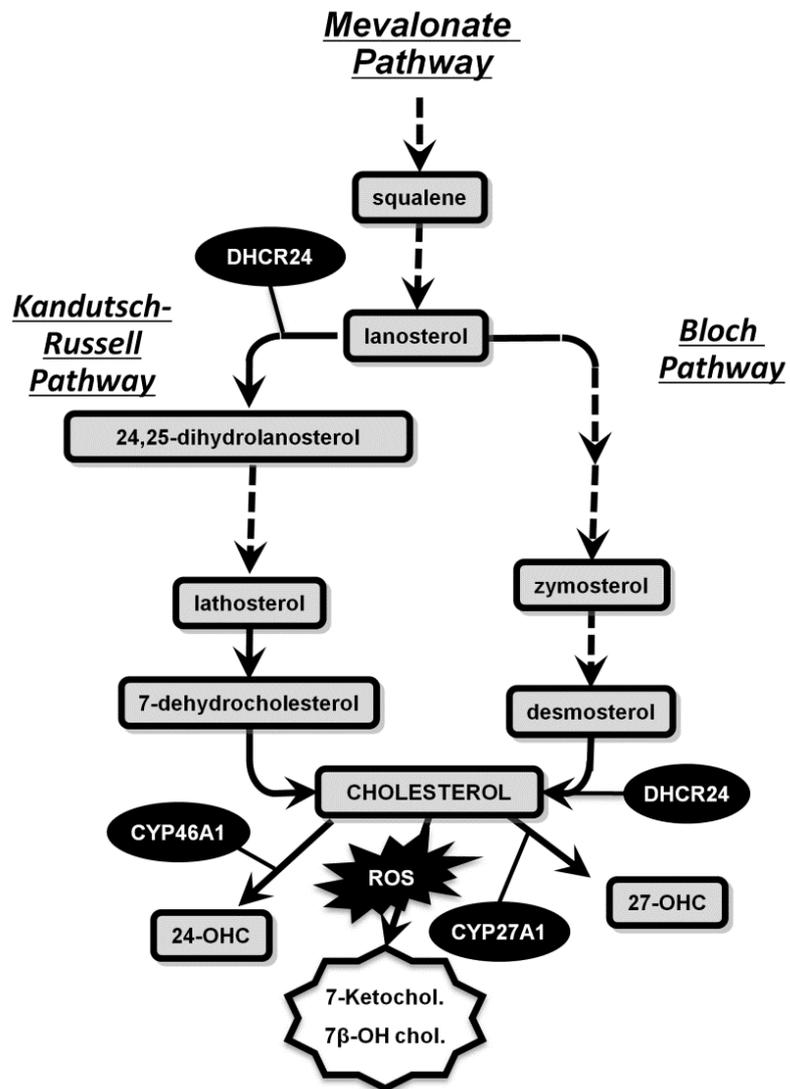 Mevalonate
Pathway
squalene
DHCR24
Kandutsch-
Russell
Pathway
lanosterol
Bloch
Pathway
24,25-dihydrolanosterol
lathosterol
zymosterol
7-dehydrocholesterol
desmosterol
CHOLESTEROL
DHCR24
CYP46A1
ROS
27-OHC
24-OHC
CYP27A1
7-Ketochol.
7β-OH chol.